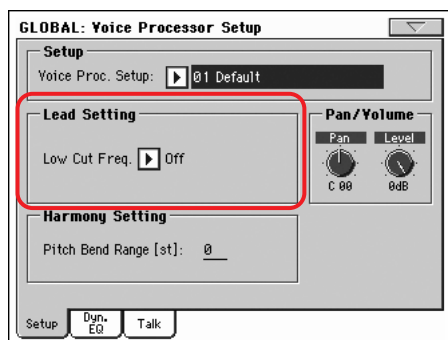 GLOBAL: Voice Processor Setup
Setup
Voice Proc. Setup: 01 Default
Lead Setting
Low Cut Freq. Off
Pan/Volume
Pan Level
C 00 0dB
Harmony Setting
Pitch Bend Range [st]: 0
Setup Dyn. EQ Talk